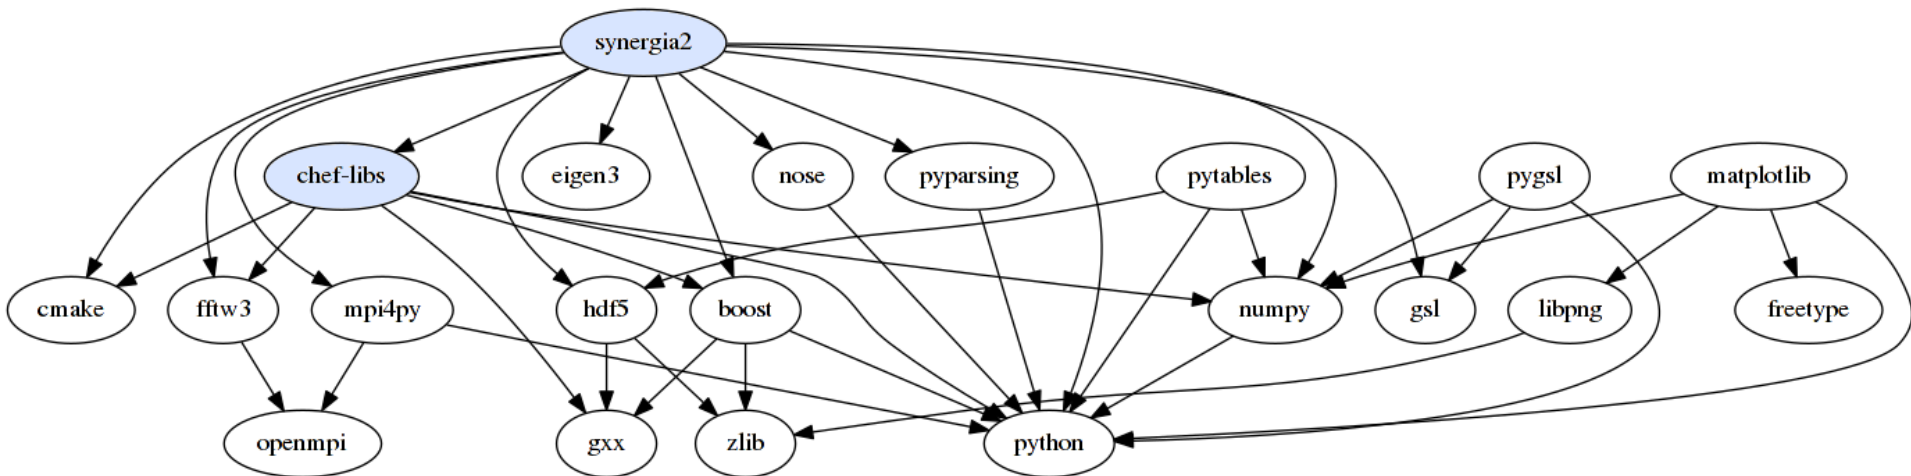 synergia2
chef-libs
eigen3
nose
pyparsing
pytables
pygsl
matplotlib
cmake
fftw3
mpi4py
hdf5
boost
numpy
gsl
libpng
freetype
openmpi
gxx
zlib
python